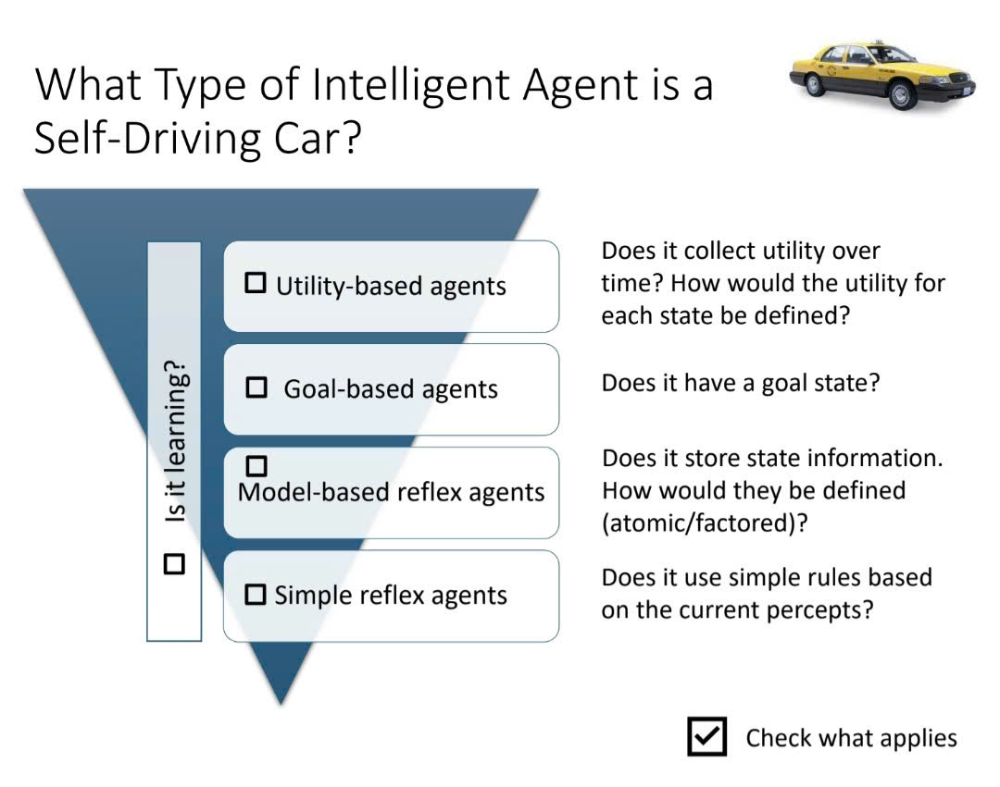 What Type of Intelligent Agent is a
Self-Driving Car?
Is it learning?
Utility-based agents
Does it collect utility over
time? How would the utility for
each state be defined?
Goal-based agents
Does it have a goal state?
Model-based reflex agents
Does it store state information.
How would they be defined
(atomic/factored)?
Simple reflex agents
Does it use simple rules based
on the current percepts?
Check what applies